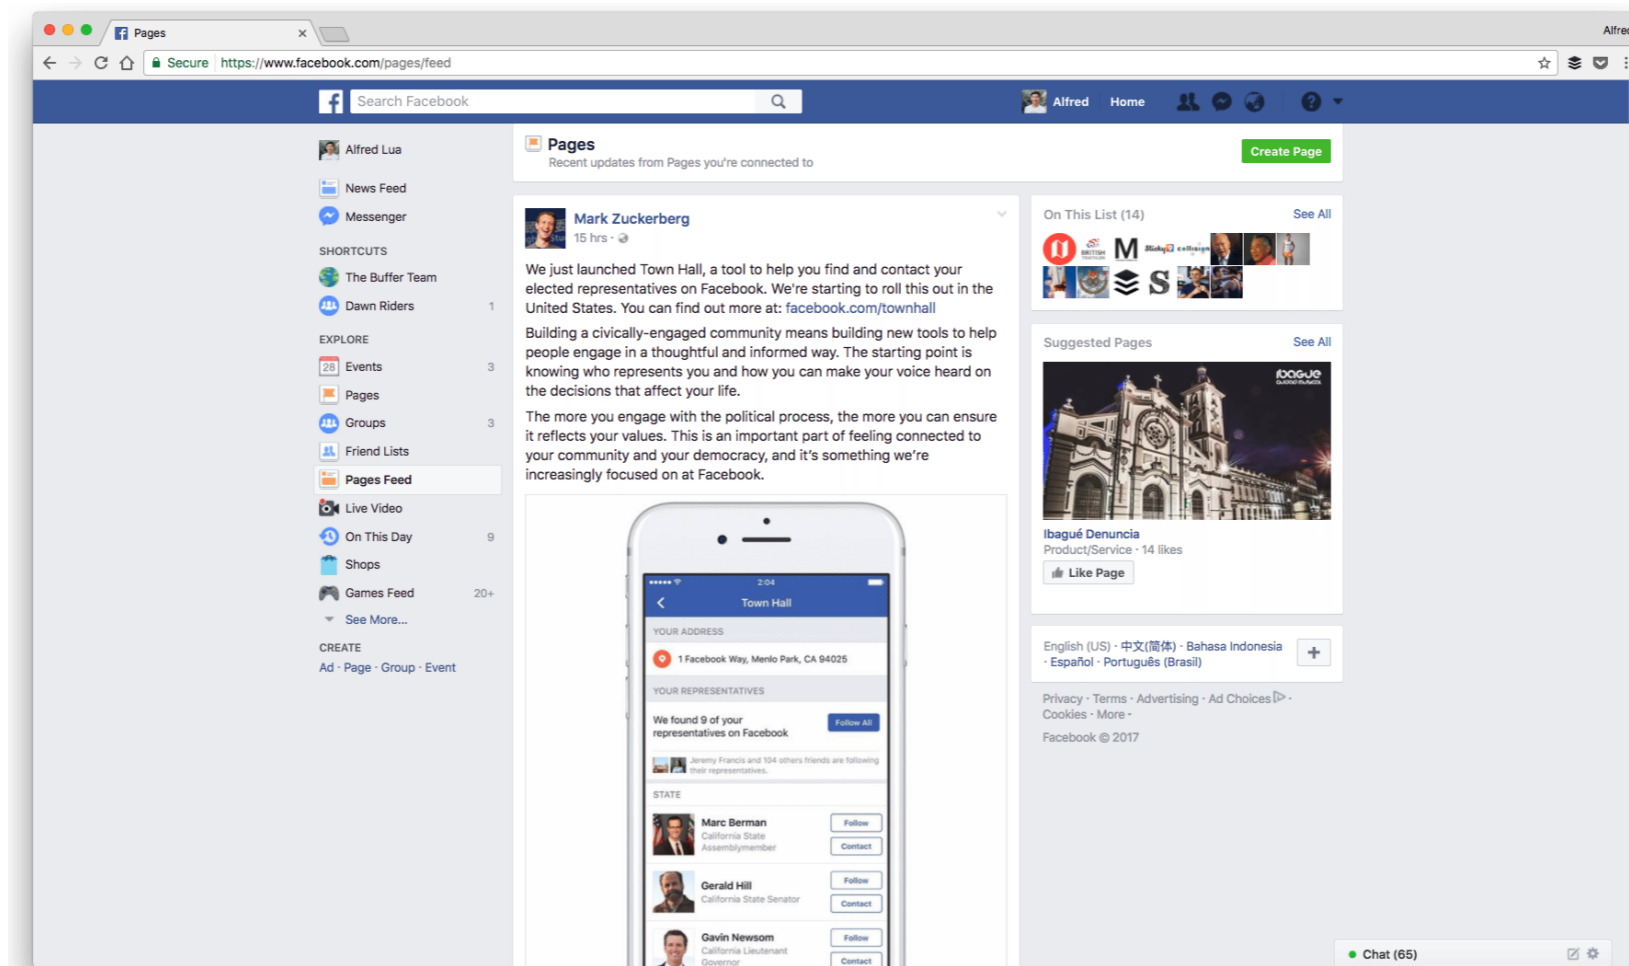 Pages
Alfred
Secure https://www.facebook.com/pages/feed
Search Facebook
Alfred Home
Alfred Lua
News Feed
Messenger
SHORTCUTS
The Buffer Team
Dawn Riders 1
EXPLORE
28 Events 3
Pages
Groups 3
Friend Lists
Pages Feed
Live Video
On This Day 9
Shops
Games Feed 20+
See More...
CREATE
Ad · Page · Group · Event
Pages
Recent updates from Pages you're connected to
Create Page
Mark Zuckerberg
15 hrs ·
We just launched Town Hall, a tool to help you find and contact your
elected representatives on Facebook. We're starting to roll this out in the
United States. You can find out more at: facebook.com/townhall
Building a civically-engaged community means building new tools to help
people engage in a thoughtful and informed way. The starting point is
knowing who represents you and how you can make your voice heard on
the decisions that affect your life.
The more you engage with the political process, the more you can ensure
it reflects your values. This is an important part of feeling connected to
your community and your democracy, and it's something we're
increasingly focused on at Facebook.
2:04
Town Hall
YOUR ADDRESS
1 Facebook Way, Menlo Park, CA 94025
YOUR REPRESENTATIVES
We found 9 of your
representatives on Facebook
Follow All
Jeremy Francis and 104 others friends are following
their representatives.
STATE
Marc Berman
California State
Assemblymember
Follow
Contact
Gerald Hill
California State Senator
Follow
Contact
Gavin Newsom
California Lieutenant
Governor
Follow
Contact
On This List (14) See All
BRITISH
TRIATHLON
M
S
Suggested Pages See All
IBAGUÉ
Ibagué Denuncia
Product/Service · 14 likes
Like Page
English (US) · 中文(简体) · Bahasa Indonesia
· Español · Português (Brasil)
Privacy · Terms · Advertising · Ad Choices ·
Cookies · More
Facebook © 2017
Chat (65)